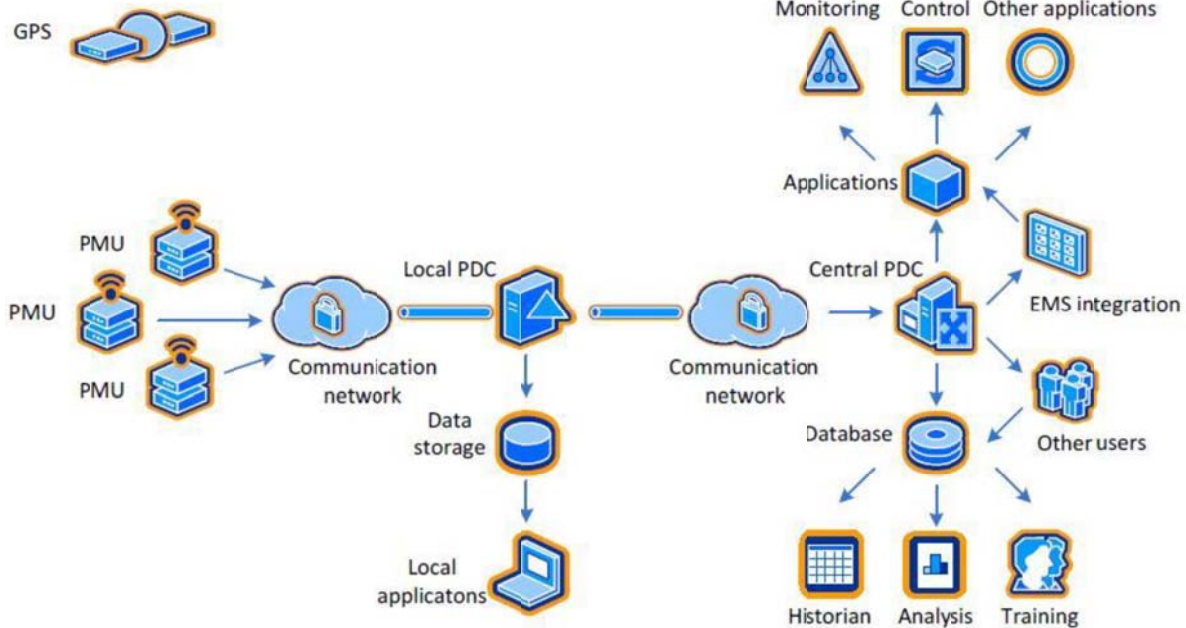 Monitoring
Control
Other applications
GPS
Applications
PMU
Local PDC
Central PDC
PMU
EMS integration
PMU
Communication
network
Communication
network
Data
storage
Database
Other users
Local
applicatons
Historian
Analysis
Training